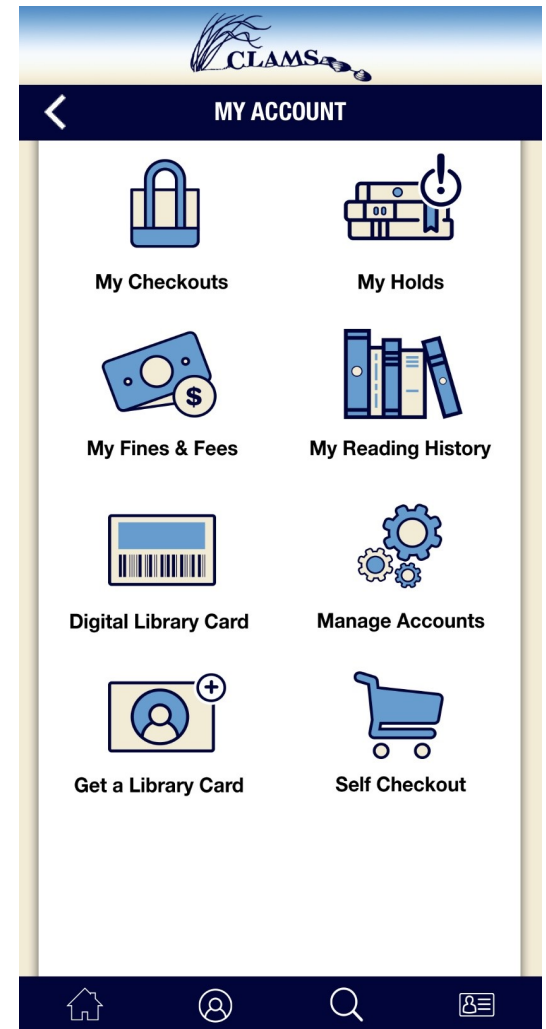 CLAMS
MY ACCOUNT
My Checkouts
My Holds
$
My Fines & Fees
My Reading History
Digital Library Card
Manage Accounts
Get a Library Card
Self Checkout